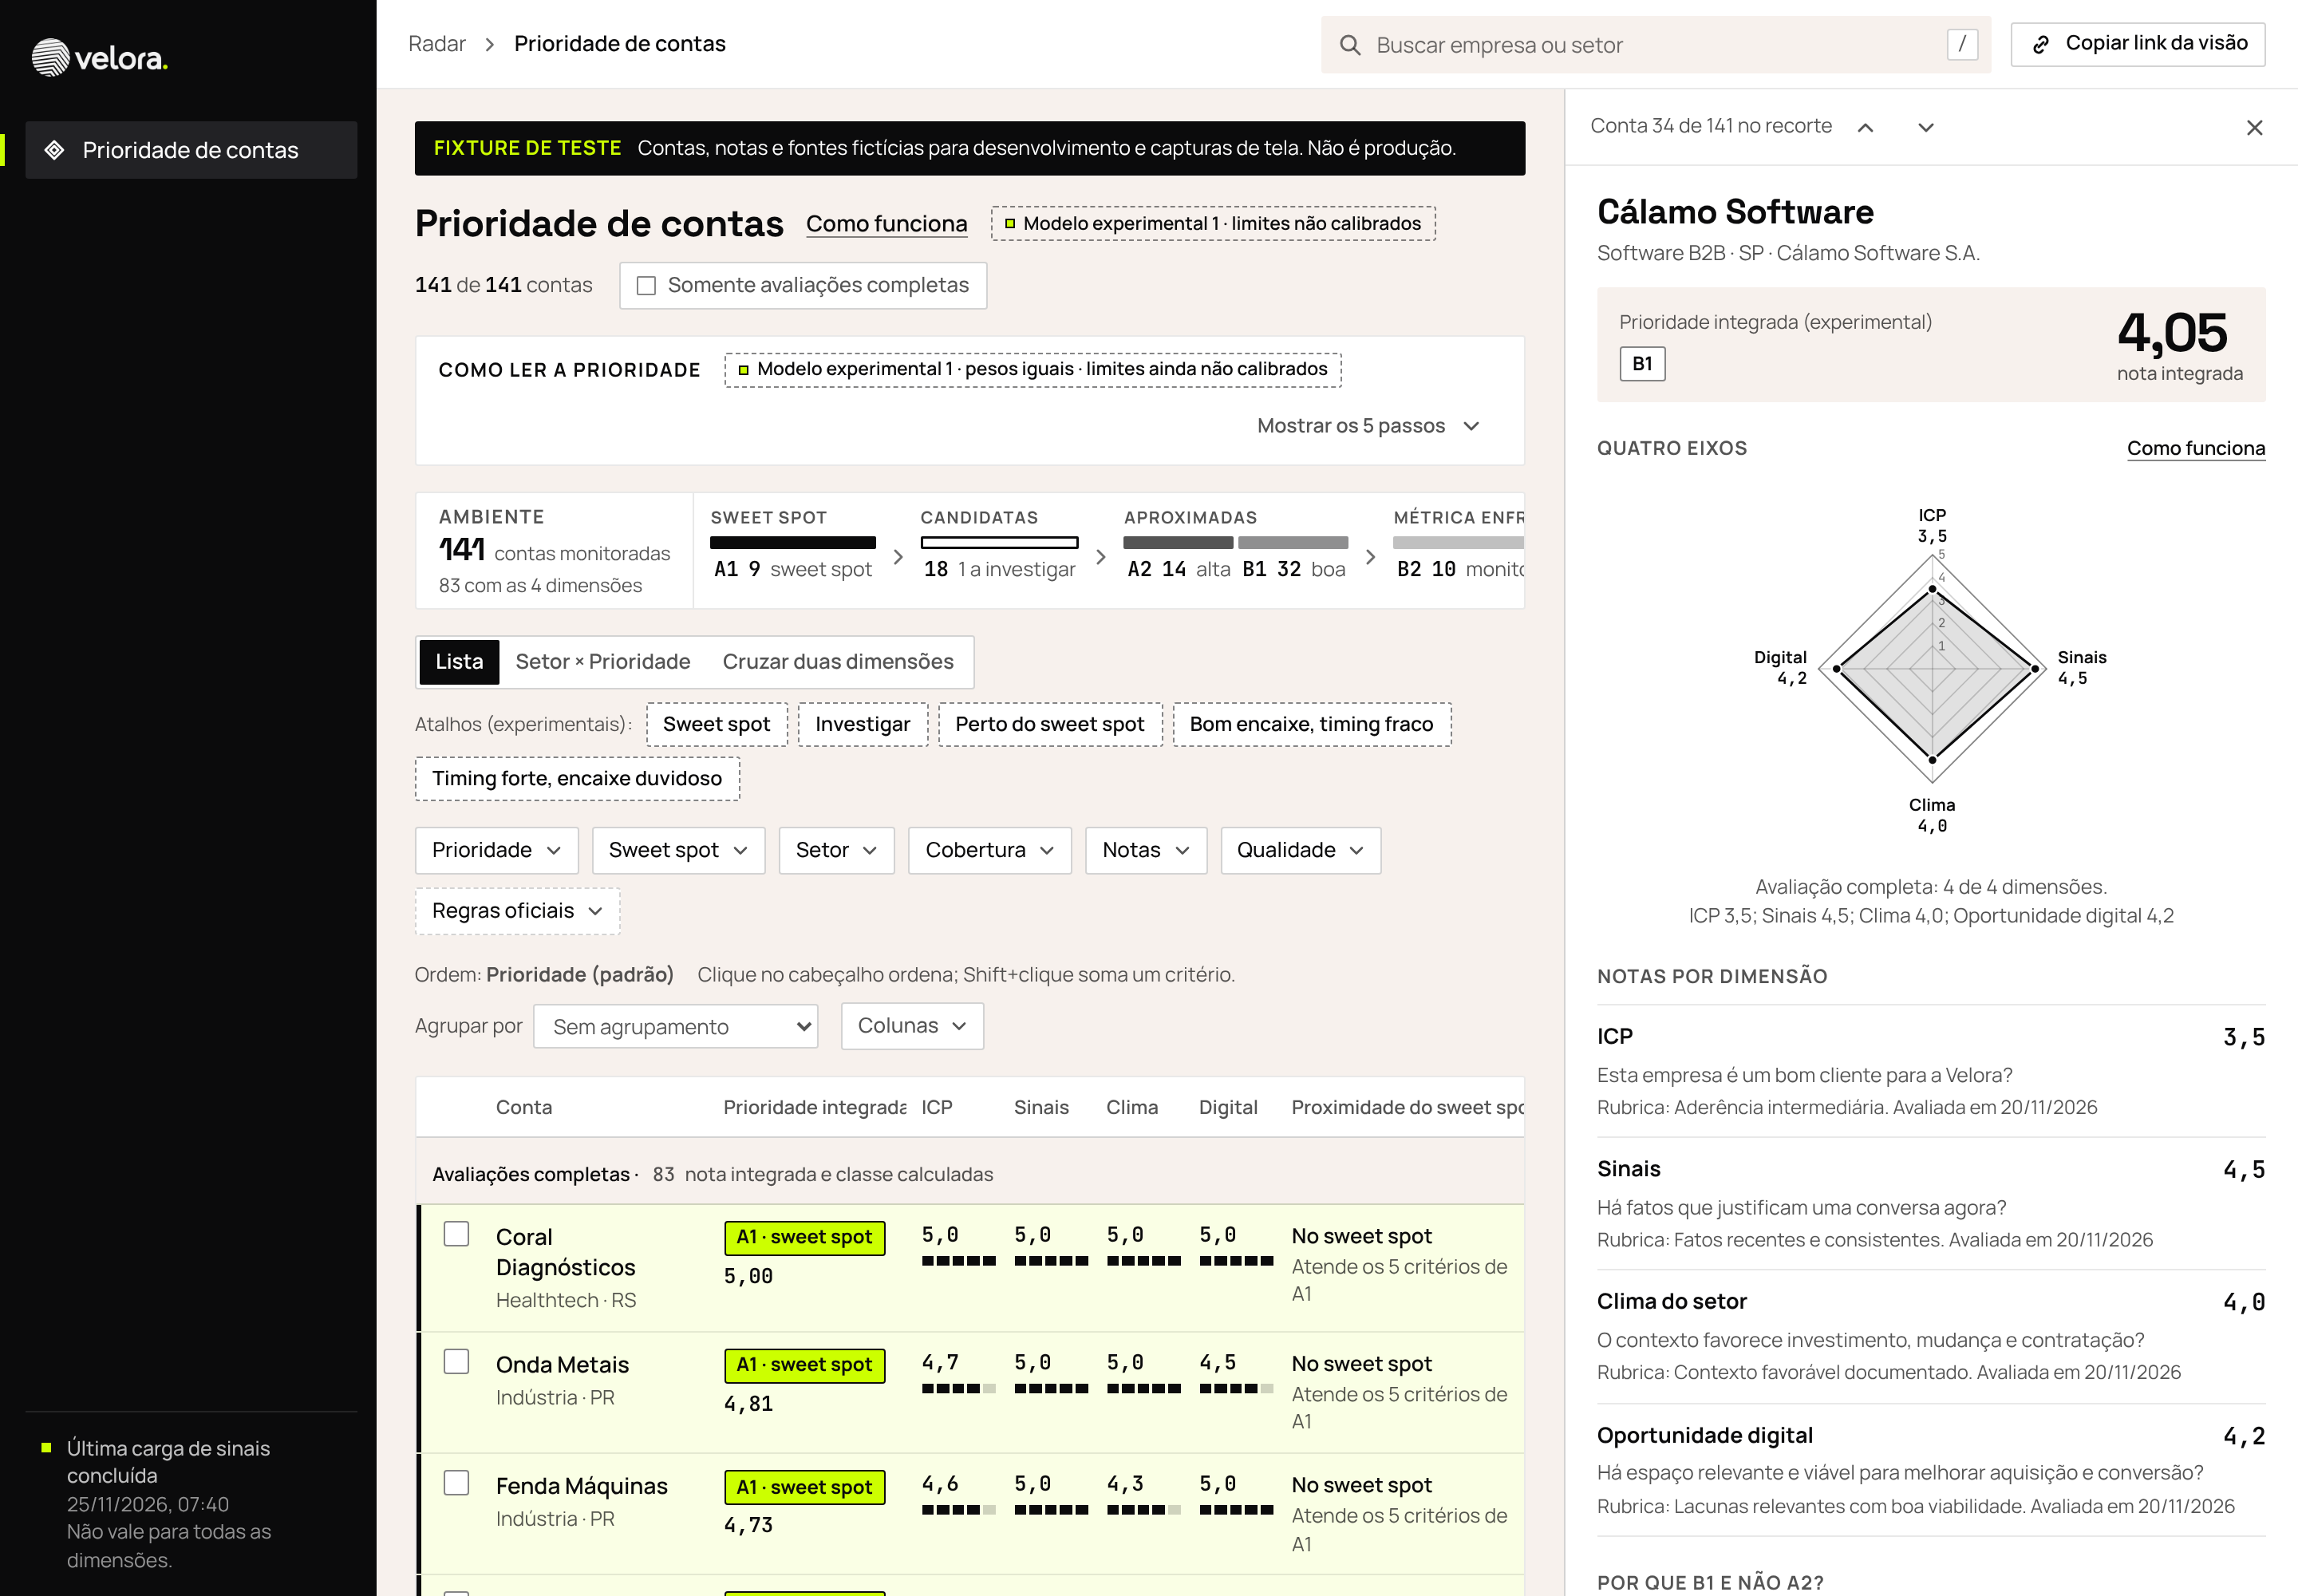 velora.
Prioridade de contas
Última carga de sinais
concluída
25/11/2026, 07:40
Não vale para todas as
dimensões.
Radar > Prioridade de contas
Buscar empresa ou setor
/
Copiar link da visão
FIXTURE DE TESTE Contas, notas e fontes fictícias para desenvolvimento e capturas de tela. Não é produção.
Prioridade de contas Como funciona Modelo experimental 1 · limites não calibrados
141 de 141 contas Somente avaliações completas
COMO LER A PRIORIDADE Modelo experimental 1 · pesos iguais · limites ainda não calibrados
Mostrar os 5 passos
AMBIENTE
141 contas monitoradas
83 com as 4 dimensões
SWEET SPOT
A1 9 sweet spot
CANDIDATAS
18 1 a investigar
APROXIMADAS
A2 14 alta B1 32 boa
MÉTRICA ENFR
B2 10 monito
Lista Setor × Prioridade Cruzar duas dimensões
Atalhos (experimentais): Sweet spot Investigar Perto do sweet spot Bom encaixe, timing fraco
Timing forte, encaixe duvidoso
Prioridade Sweet spot Setor Cobertura Notas Qualidade
Regras oficiais
Ordem: Prioridade (padrão) Clique no cabeçalho ordena; Shift+clique soma um critério.
Agrupar por Sem agrupamento Colunas
Conta Prioridade integrada ICP Sinais Clima Digital Proximidade do sweet spo
Avaliações completas · 83 nota integrada e classe calculadas
Coral
Diagnósticos
Healthtech · RS
A1 · sweet spot
5,00
5,0 5,0 5,0 5,0
No sweet spot
Atende os 5 critérios de
A1
Onda Metais
Indústria · PR
A1 · sweet spot
4,81
4,7 5,0 5,0 4,5
No sweet spot
Atende os 5 critérios de
A1
Fenda Máquinas
Indústria · PR
A1 · sweet spot
4,73
4,6 5,0 4,3 5,0
No sweet spot
Atende os 5 critérios de
A1
Conta 34 de 141 no recorte
Cálamo Software
Software B2B · SP · Cálamo Software S.A.
Prioridade integrada (experimental)
B1
4,05
nota integrada
QUATRO EIXOS Como funciona
ICP
3,5
5
4
3
2
1
Digital
4,2
Sinais
4,5
Clima
4,0
Avaliação completa: 4 de 4 dimensões.
ICP 3,5; Sinais 4,5; Clima 4,0; Oportunidade digital 4,2
NOTAS POR DIMENSÃO
ICP 3,5
Esta empresa é um bom cliente para a Velora?
Rubrica: Aderência intermediária. Avaliada em 20/11/2026
Sinais 4,5
Há fatos que justificam uma conversa agora?
Rubrica: Fatos recentes e consistentes. Avaliada em 20/11/2026
Clima do setor 4,0
O contexto favorece investimento, mudança e contratação?
Rubrica: Contexto favorável documentado. Avaliada em 20/11/2026
Oportunidade digital 4,2
Há espaço relevante e viável para melhorar aquisição e conversão?
Rubrica: Lacunas relevantes com boa viabilidade. Avaliada em 20/11/2026
POR QUE B1 E NÃO A2?